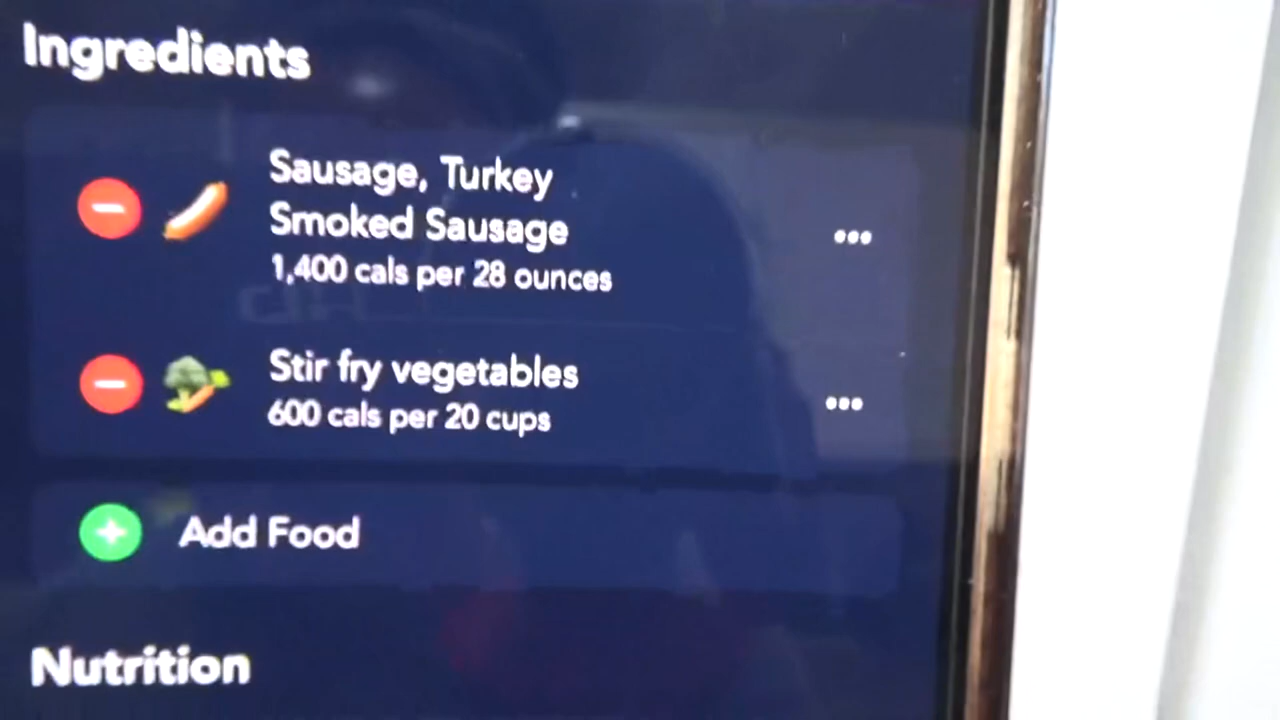 Ingredients
Sausage, Turkey
Smoked Sausage
1,400 cals per 28 ounces
Stir fry vegetables
600 cals per 20 cups
Add Food
Nutrition